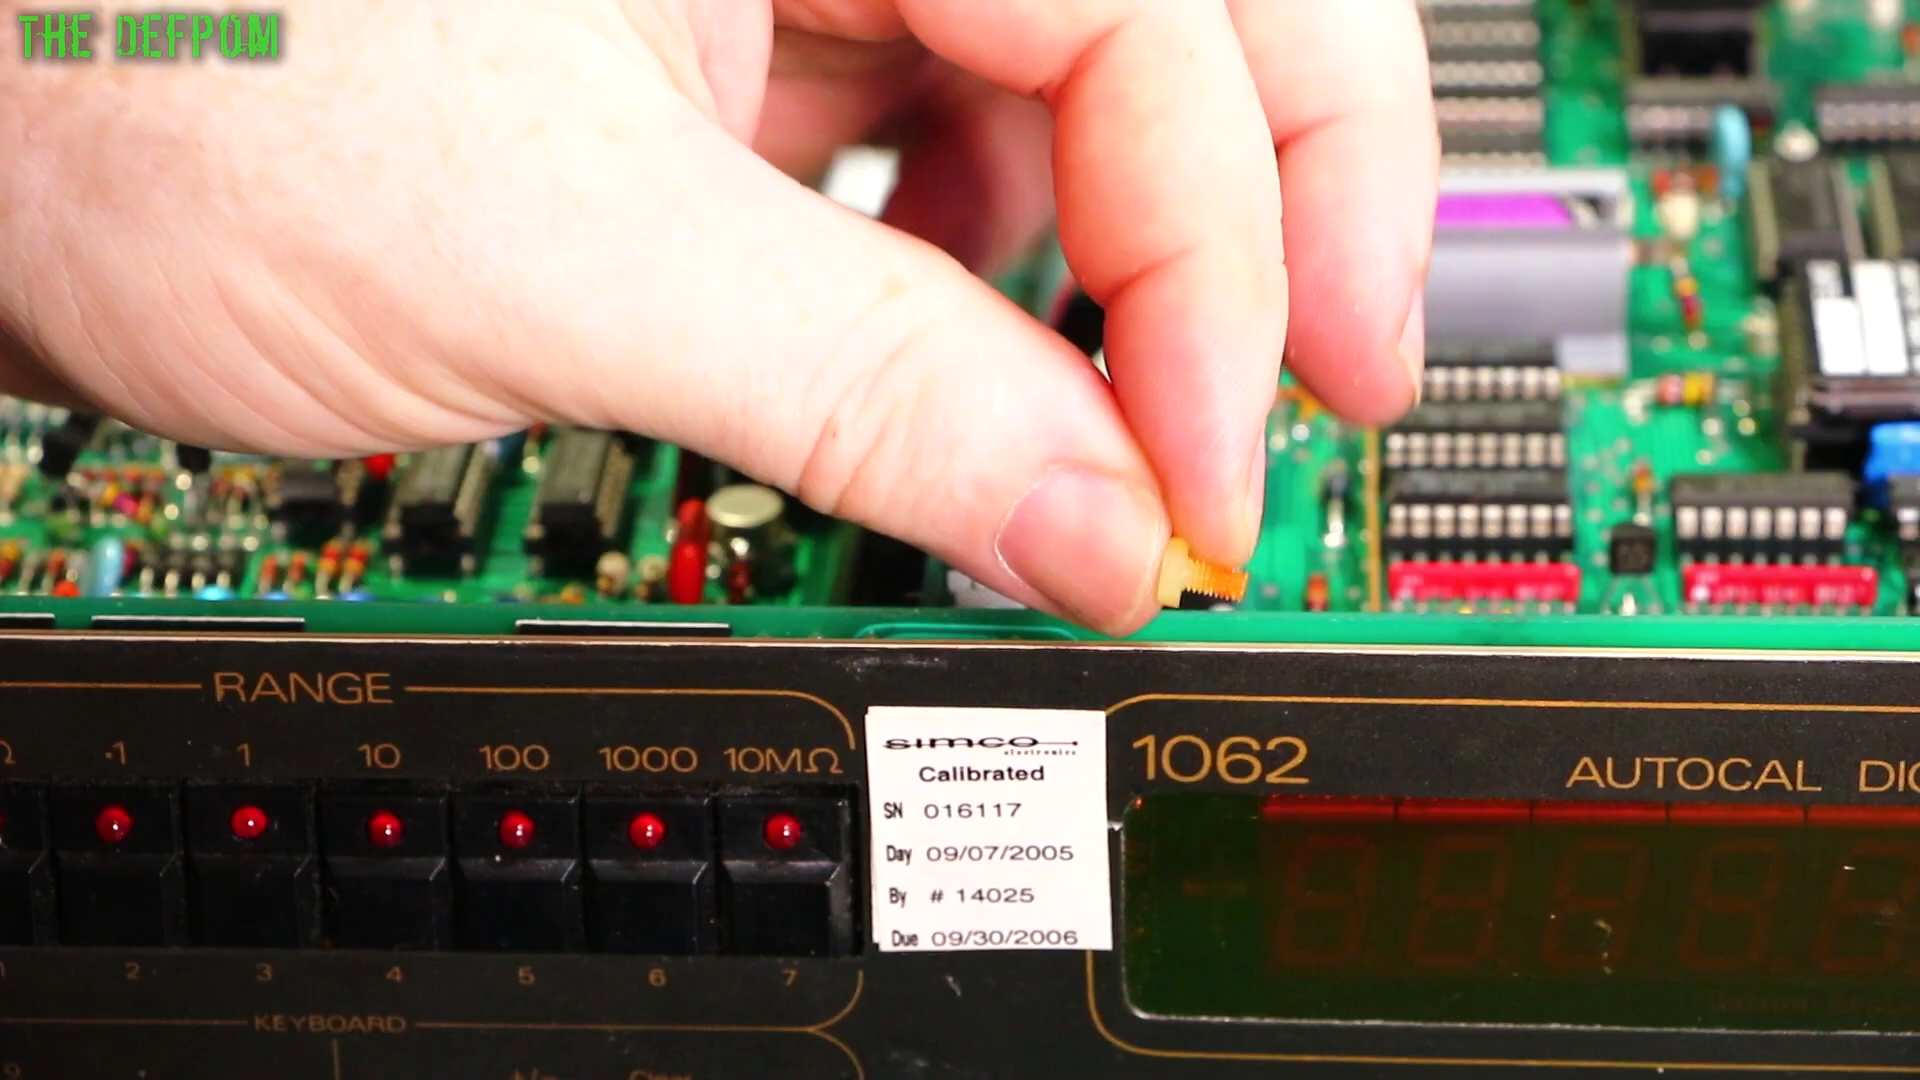 THE DEFPOM
RANGE
Ω .1 1 10 100 1000 10MΩ
simco
electronics
Calibrated
SN 016117
Day 09/07/2005
By # 14025
Due 09/30/2006
1062
AUTOCAL
2 3 4 5 6 7
KEYBOARD